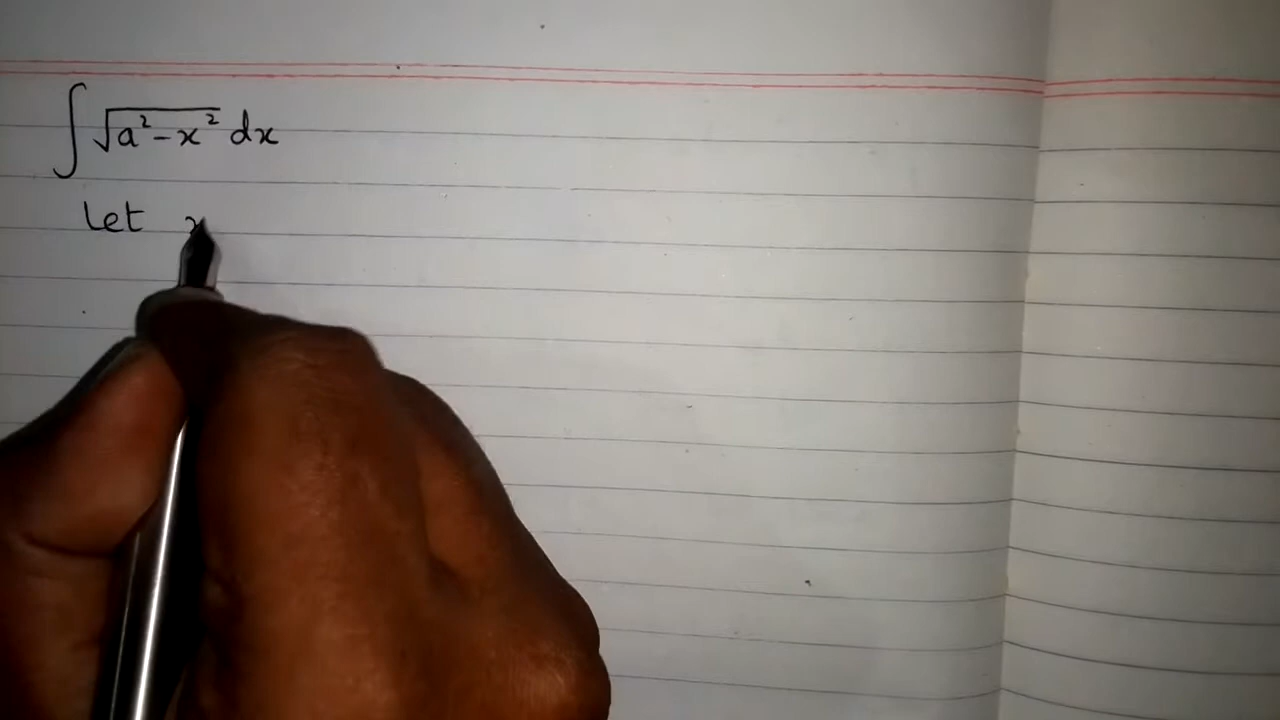 ∫ √(a² - x²) dx
Let x